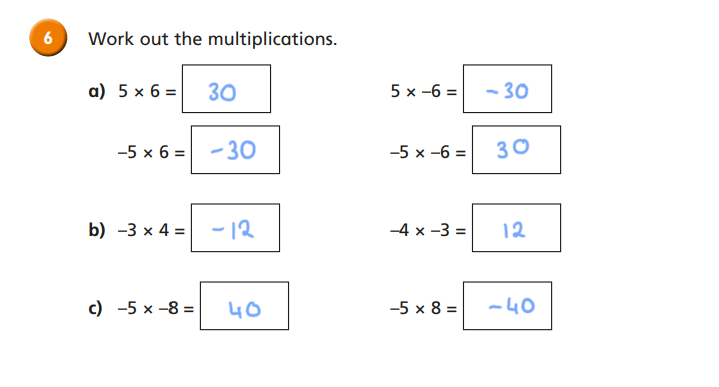 6 Work out the multiplications.
a) 5 × 6 = 30 5 × –6 = -30
–5 × 6 = -30 –5 × –6 = 30
b) –3 × 4 = -12 –4 × –3 = 12
c) –5 × –8 = 40 –5 × 8 = -40